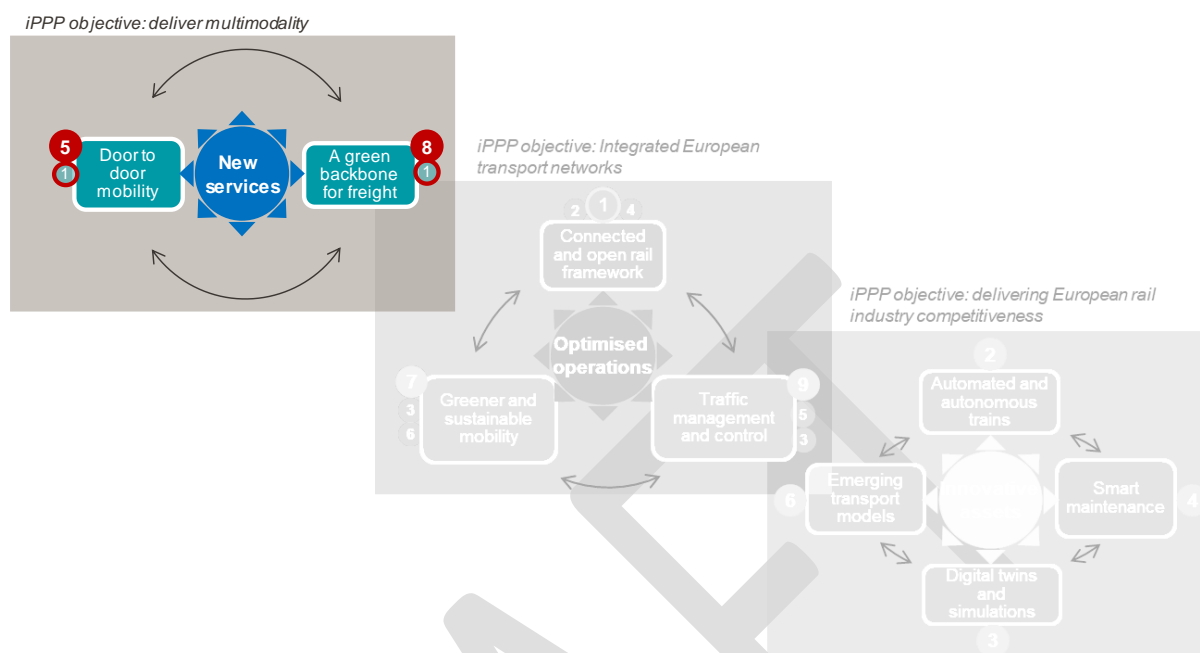 iPPP objective: deliver multimodality
5
1
Door to
door
mobility
New
services
8
1
A green
backbone
for freight
iPPP objective: Integrated European
transport networks
2
1
4
Connected
and open rail
framework
Optimised
operations
7
3
6
Greener and
sustainable
mobility
9
5
3
Traffic
management
and control
iPPP objective: delivering European rail
industry competitiveness
2
Automated and
autonomous
trains
6
Emerging
transport
models
Smart
maintenance
4
Digital twins
and
simulations
3